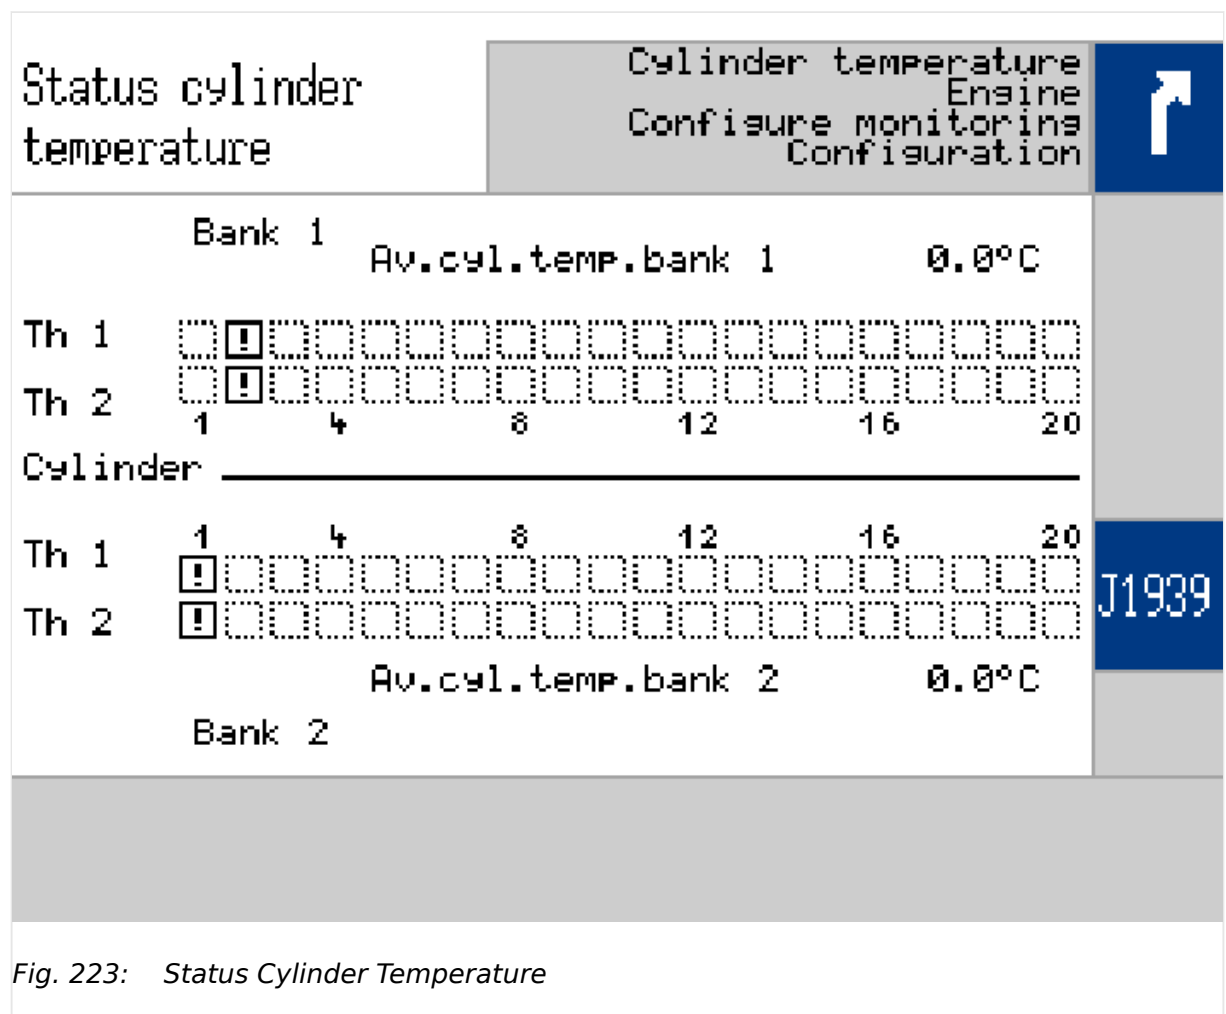 Status cylinder
temperature
Cylinder temperature
Engine
Configure monitoring
Configuration
Bank 1
Av.cyl.temp.bank 1 0.0°C
Th 1
! 
Th 2
!
1 4 8 12 16 20
Cylinder
1 4 8 12 16 20
Th 1
!
Th 2
!
J1939
Av.cyl.temp.bank 2 0.0°C
Bank 2
Fig. 223: Status Cylinder Temperature